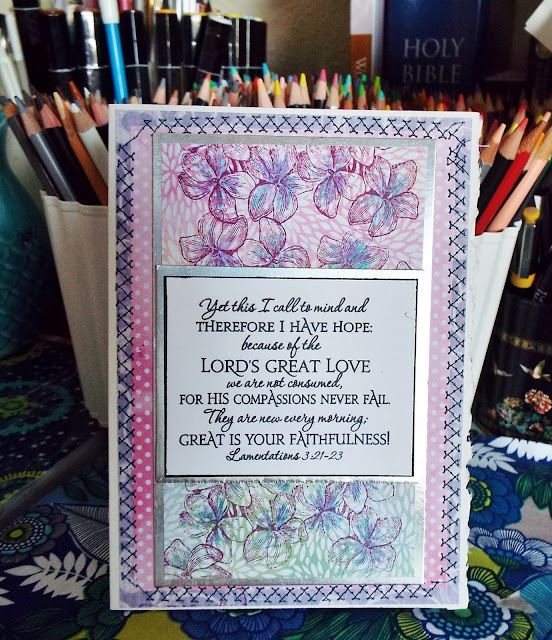 HOLY
BIBLE
Yet this I call to mind and
THEREFORE I HAVE HOPE:
because of the
LORD'S GREAT LOVE
we are not consumed,
FOR HIS COMPASSIONS NEVER FAIL.
They are new every morning;
GREAT IS YOUR FAITHFULNESS!
Lamentations 3:21-23